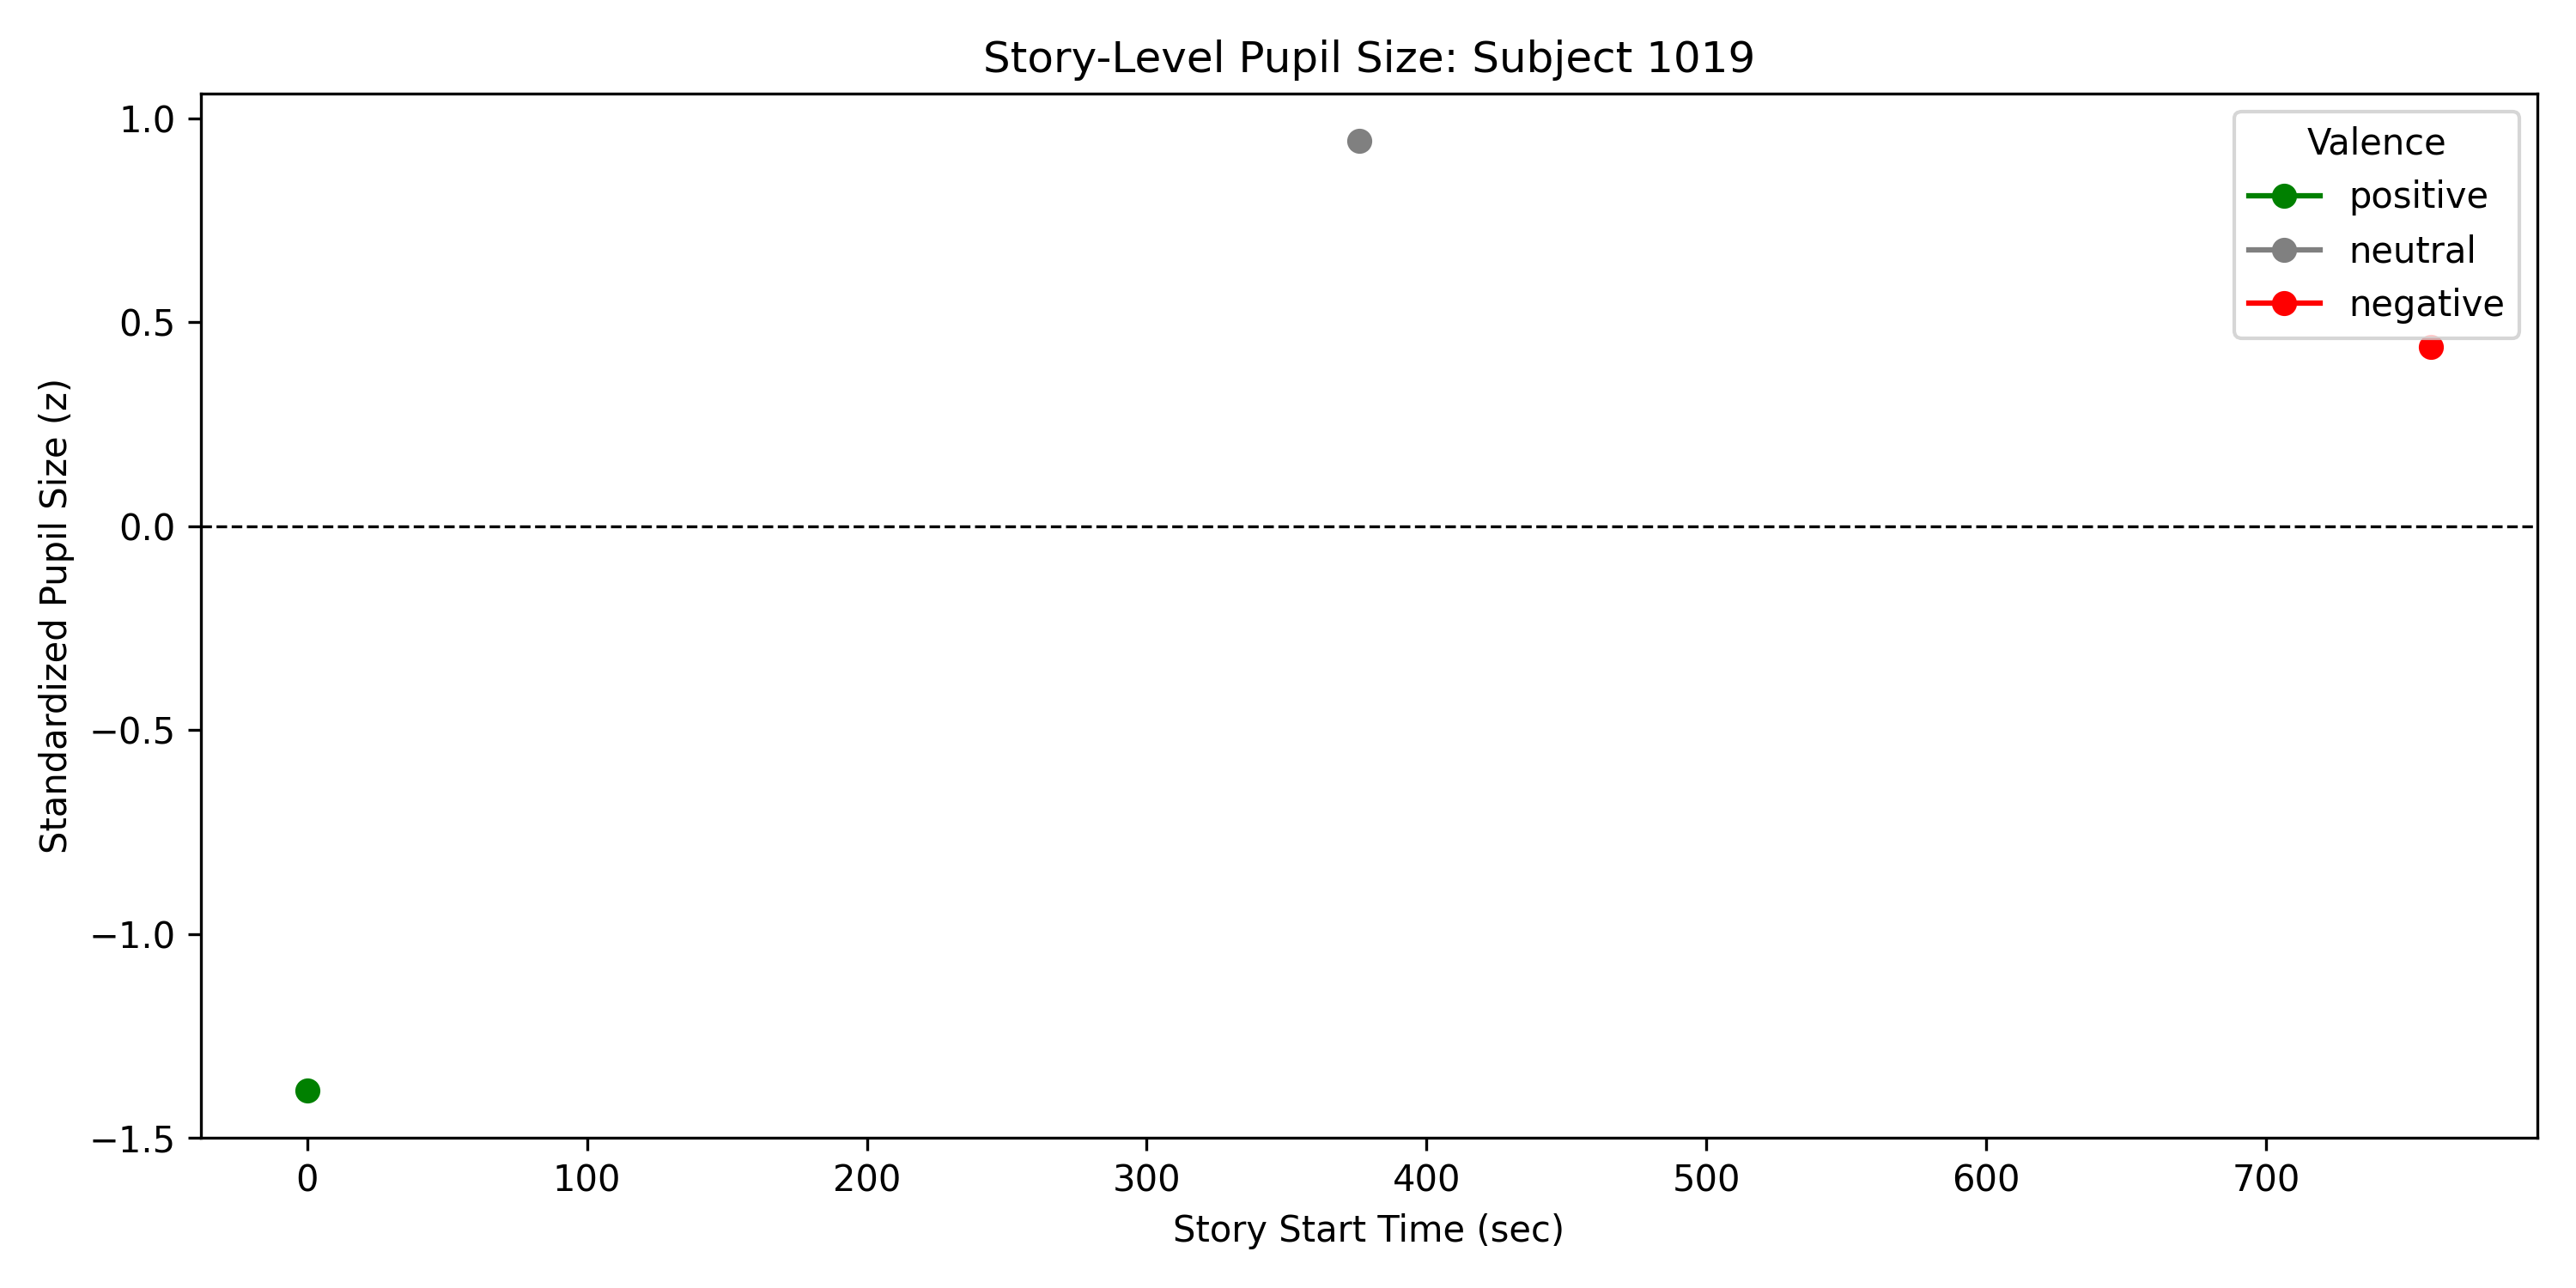 Story-Level Pupil Size: Subject 1019
1.0
0.5
0.0
−0.5
−1.0
−1.5
Standardized Pupil Size (z)
Valence
positive
neutral
negative
0 100 200 300 400 500 600 700
Story Start Time (sec)